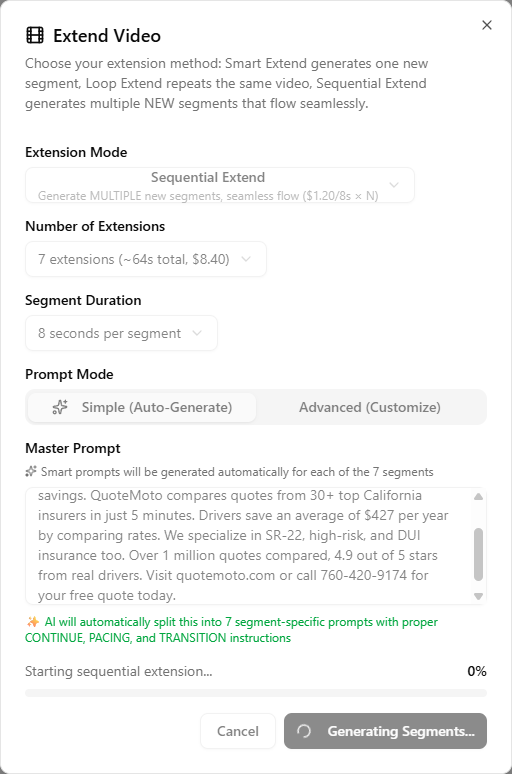 Extend Video
Choose your extension method: Smart Extend generates one new
segment, Loop Extend repeats the same video, Sequential Extend
generates multiple NEW segments that flow seamlessly.
Extension Mode
Sequential Extend
Generate MULTIPLE new segments, seamless flow ($1.20/8s × N)
Number of Extensions
7 extensions (~64s total, $8.40)
Segment Duration
8 seconds per segment
Prompt Mode
Simple (Auto-Generate)
Advanced (Customize)
Master Prompt
Smart prompts will be generated automatically for each of the 7 segments
savings. QuoteMoto compares quotes from 30+ top California
insurers in just 5 minutes. Drivers save an average of $427 per year
by comparing rates. We specialize in SR-22, high-risk, and DUI
insurance too. Over 1 million quotes compared, 4.9 out of 5 stars
from real drivers. Visit quotemoto.com or call 760-420-9174 for
your free quote today.
✨ AI will automatically split this into 7 segment-specific prompts with proper
CONTINUE, PACING, and TRANSITION instructions
Starting sequential extension... 0%
Cancel
Generating Segments...